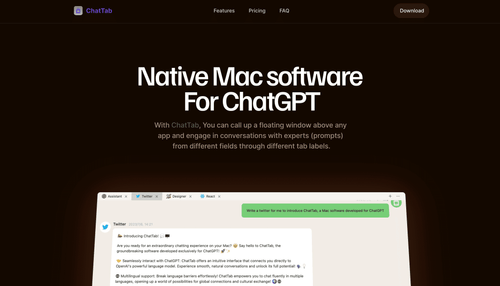 ChatTab
Features
Pricing
FAQ
Download
Native Mac software
For ChatGPT
With ChatTab, You can call up a floating window above any
app and engage in conversations with experts (prompts)
from different fields through different tab labels.
Assistant
Twitter
Designer
React
Write a twitter for me to introduce ChatTab, a Mac software developed for ChatGPT
Twitter
Introducing ChatTab!
Are you ready for an extraordinary chatting experience on your Mac? Say hello to ChatTab, the
groundbreaking software developed exclusively for ChatGPT!
Seamlessly interact with ChatGPT: ChatTab offers an intuitive interface that connects you directly to
OpenAI's powerful language model. Experience smooth, natural conversations and unlock its full potential!
Multilingual support: Break language barriers effortlessly! ChatTab empowers you to chat fluently in multiple
languages, opening up a world of possibilities for global connections and cultural exchange!